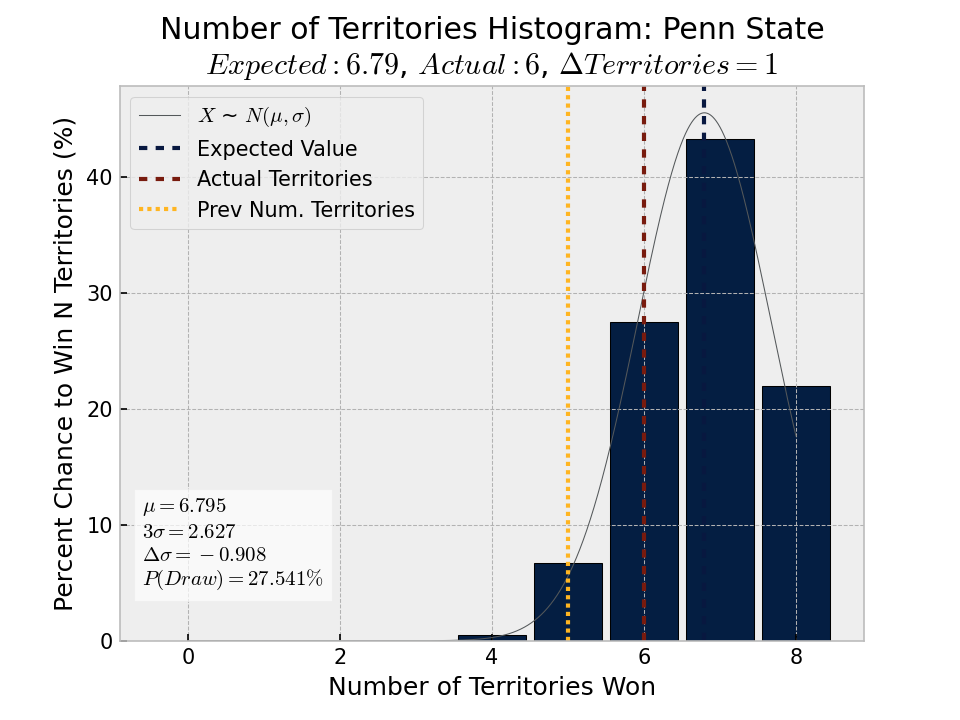 Number of Territories Histogram: Penn State
Expected : 6.79, Actual : 6, ΔTerritories = 1
X ∼ N(μ, σ)
Expected Value
Actual Territories
Prev Num. Territories
Percent Chance to Win N Territories (%)
40
30
20
10
0
μ = 6.795
3σ = 2.627
Δσ = −0.908
P(Draw) = 27.541%
0 2 4 6 8
Number of Territories Won